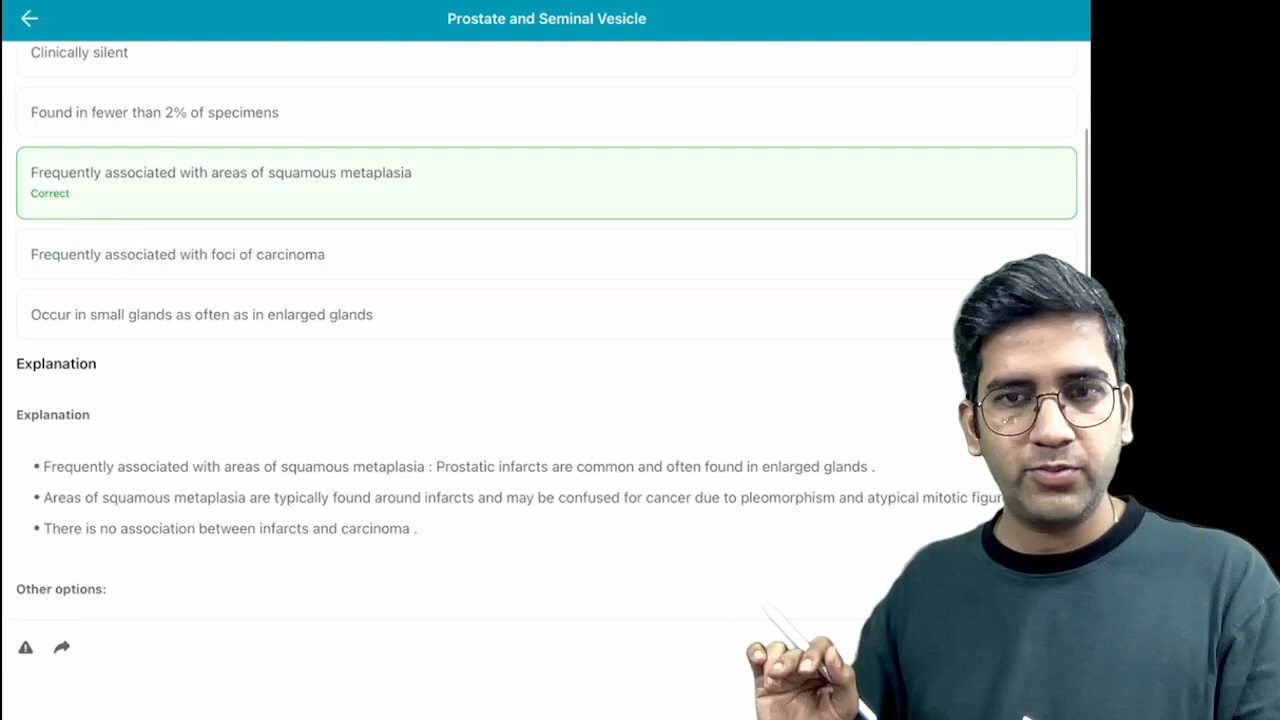 Prostate and Seminal Vesicle
Clinically silent
Found in fewer than 2% of specimens
Frequently associated with areas of squamous metaplasia
Correct
Frequently associated with foci of carcinoma
Occur in small glands as often as in enlarged glands
Explanation
Explanation
• Frequently associated with areas of squamous metaplasia : Prostatic infarcts are common and often found in enlarged glands .
• Areas of squamous metaplasia are typically found around infarcts and may be confused for cancer due to pleomorphism and atypical mitotic
• There is no association between infarcts and carcinoma .
Other options: